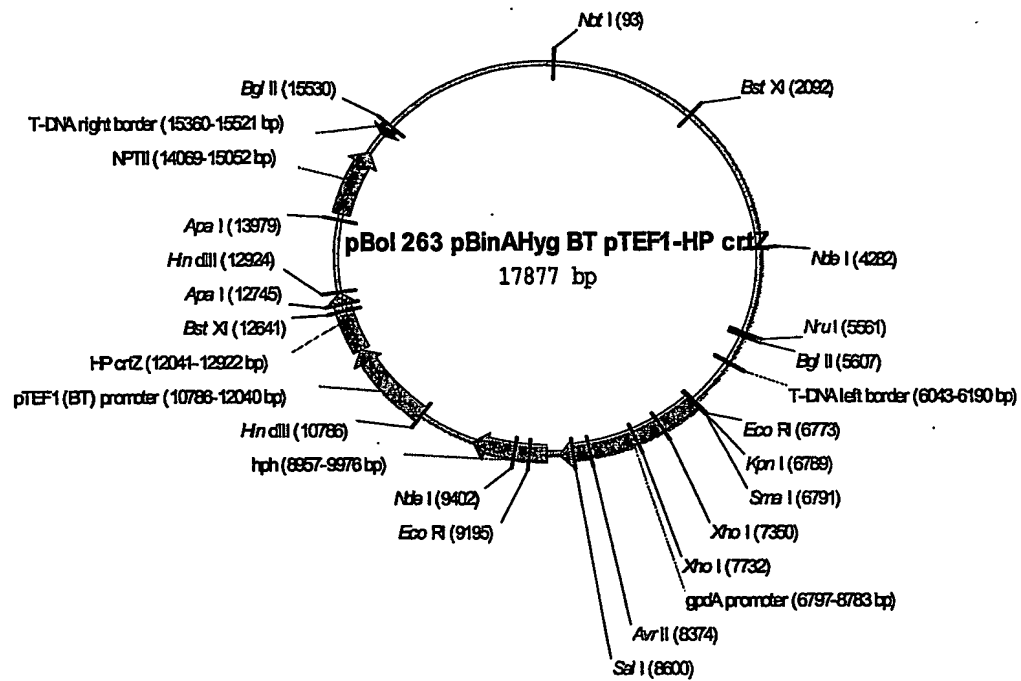 Not I (93)
Bst XI (2092)
Bgl II (15530)
T-DNA right border (15360-15521 bp)
NPTII (14069-15052 bp)
Apa I (13979)
pBol 263 pBinAHyg BT pTEF1-HP crtZ
17877 bp
Nde I (4282)
Hin dIII (12924)
Apa I (12745)
Bst XI (12641)
HP crtZ (12041-12922 bp)
pTEF1 (BT) promoter (10786-12040 bp)
Hin dIII (10786)
hph (8957-9976 bp)
Nde I (9402)
Eco RI (9195)
Nru I (5561)
Bgl II (5607)
T-DNA left border (6043-6190 bp)
Eco RI (6773)
Kpn I (6789)
Sma I (6791)
Xho I (7350)
Xho I (7732)
gpdA promoter (6797-8783 bp)
Avr II (8374)
Sal I (8600)